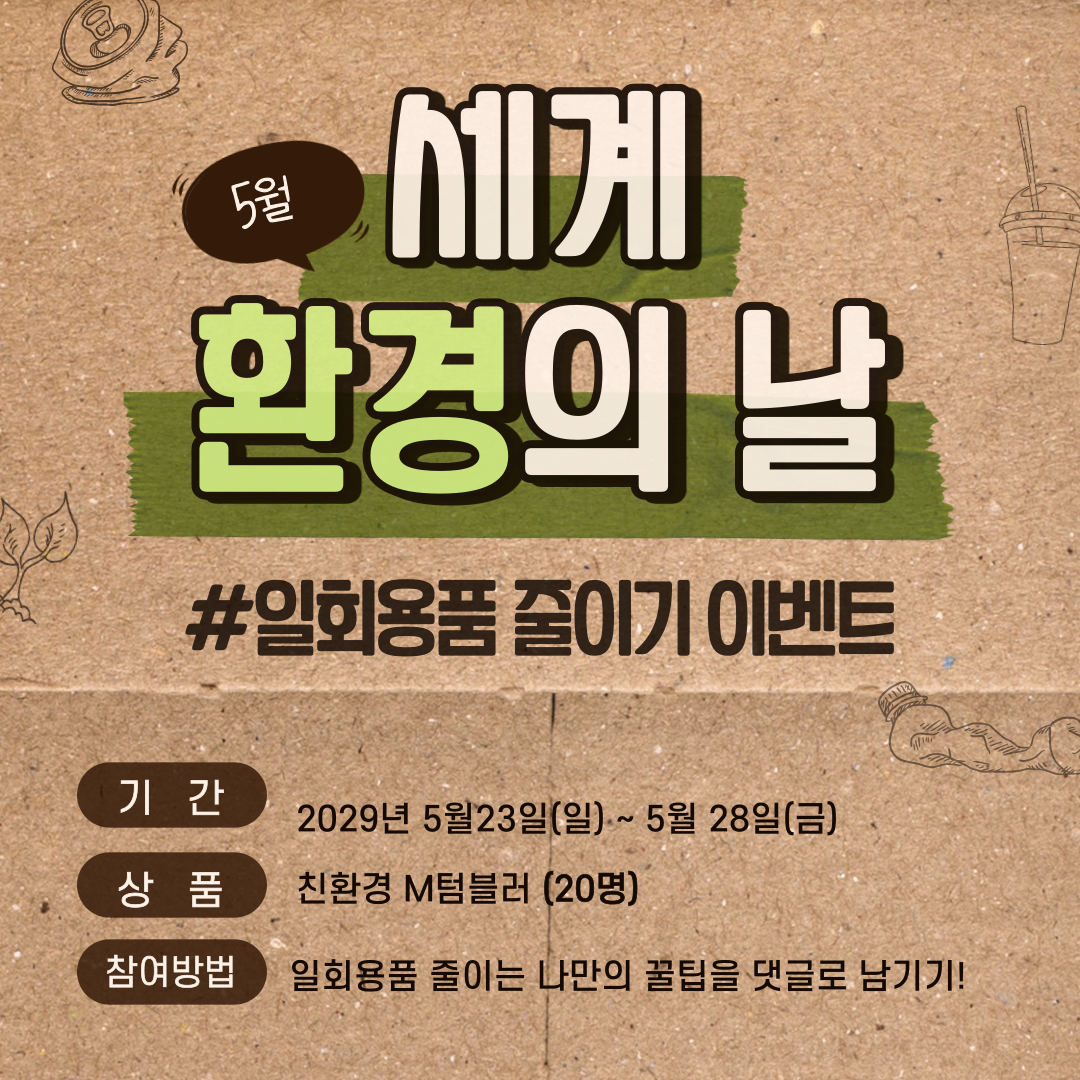 5월
세계
환경의 날
#일회용품 줄이기 이벤트
기 간
2029년 5월23일(일) ~ 5월 28일(금)
상 품
친환경 M텀블러 (20명)
참여방법
일회용품 줄이는 나만의 꿀팁을 댓글로 남기기!